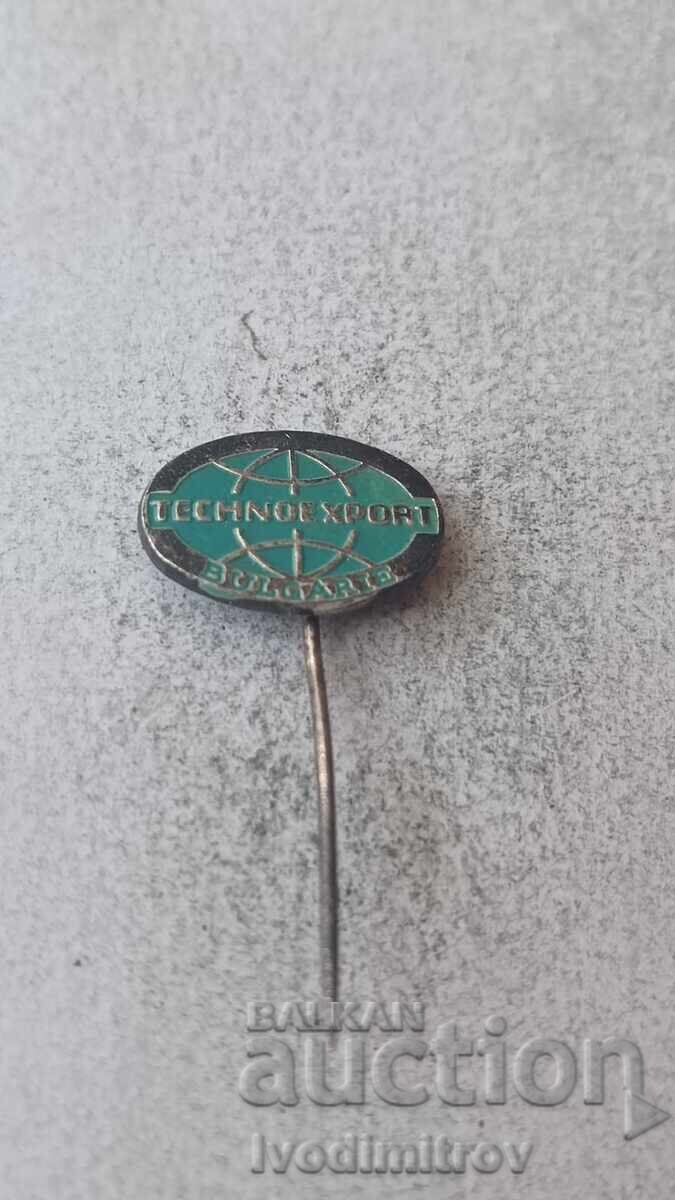 TECHNOEXPORT
BULGARIE
BALKAN
auction
Ivodimitrov